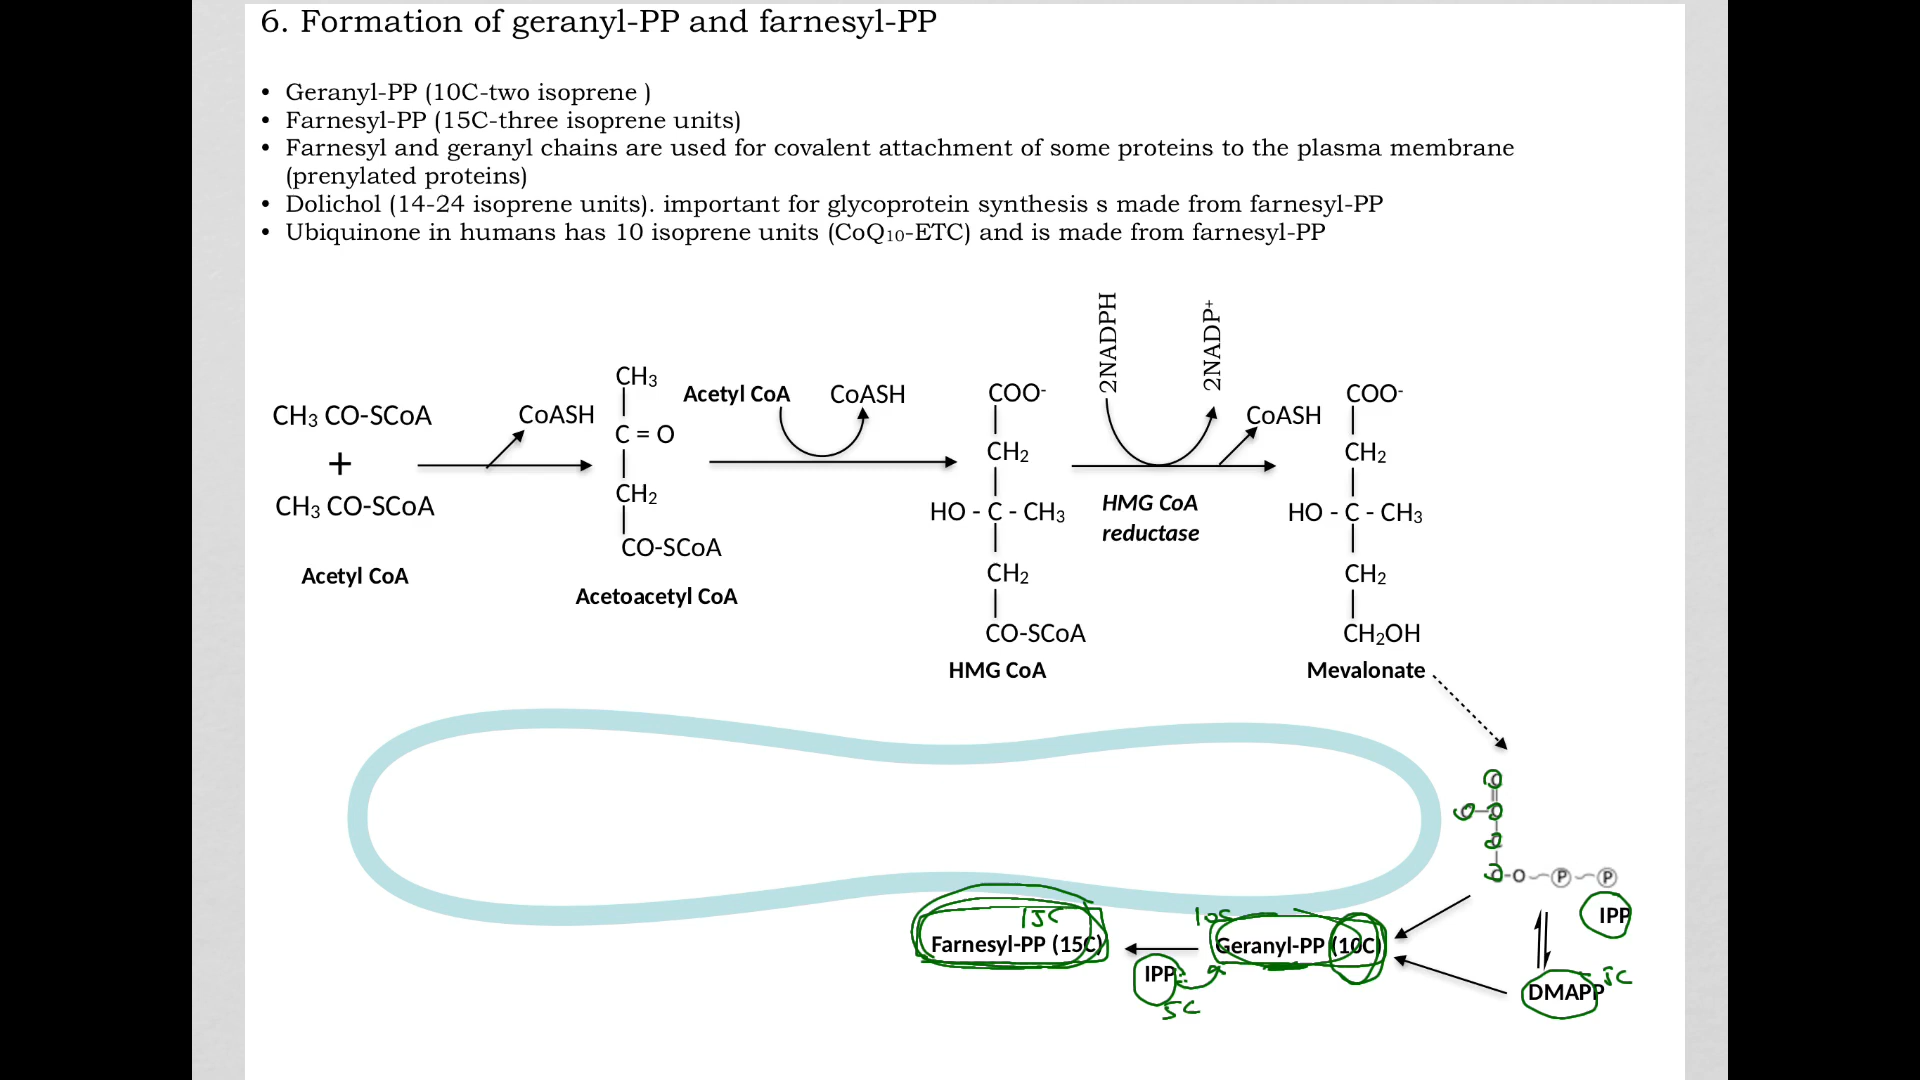 6. Formation of geranyl-PP and farnesyl-PP
• Geranyl-PP (10C-two isoprene )
• Farnesyl-PP (15C-three isoprene units)
• Farnesyl and geranyl chains are used for covalent attachment of some proteins to the plasma membrane
(prenylated proteins)
• Dolichol (14-24 isoprene units). important for glycoprotein synthesis s made from farnesyl-PP
• Ubiquinone in humans has 10 isoprene units (CoQ₁₀-ETC) and is made from farnesyl-PP
CH₃ CO-SCoA
+
CH₃ CO-SCoA
Acetyl CoA
CoASH
CH₃
C = O
CH₂
CO-SCoA
Acetoacetyl CoA
Acetyl CoA
CoASH
COO⁻
CH₂
HO - C - CH₃
CH₂
CO-SCoA
HMG CoA
2NADPH
2NADP⁺
CoASH
HMG CoA
reductase
COO⁻
CH₂
HO - C - CH₃
CH₂
CH₂OH
Mevalonate
O
P
P
IPP
DMAPP
5C
10C
Geranyl-PP (10C)
IPP
5C
15C
Farnesyl-PP (15C)